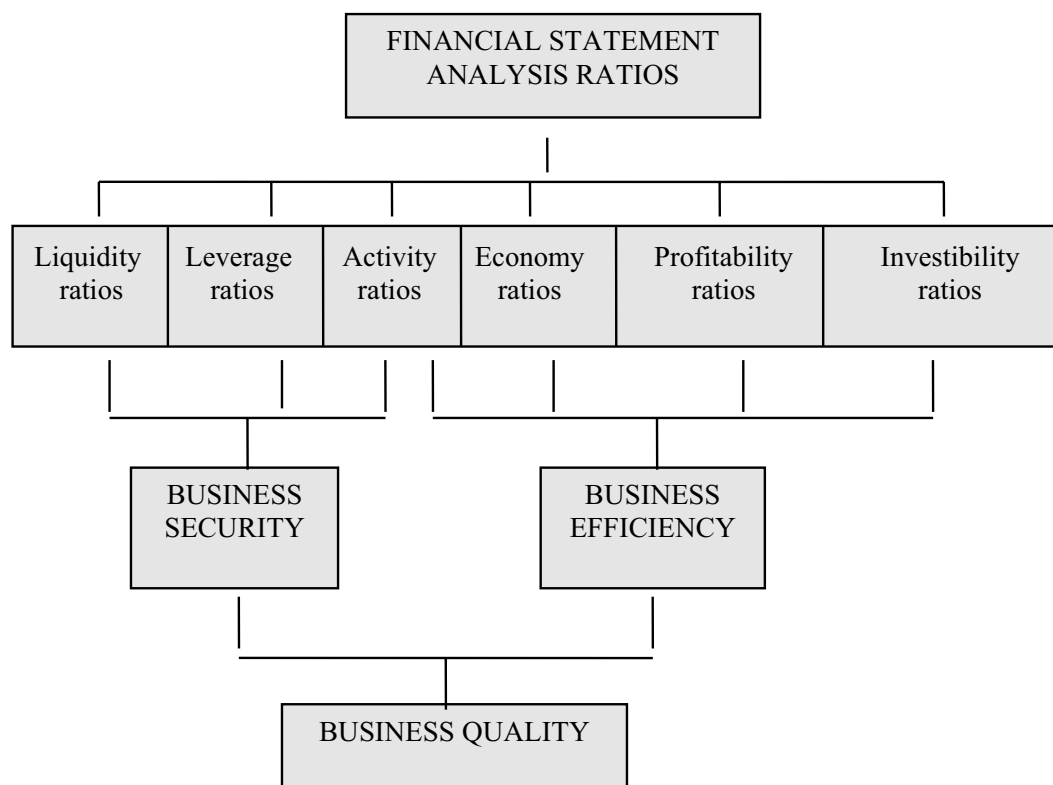 FINANCIAL STATEMENT
ANALYSIS RATIOS
Liquidity
ratios
Leverage
ratios
Activity
ratios
Economy
ratios
Profitability
ratios
Investibility
ratios
BUSINESS
SECURITY
BUSINESS
EFFICIENCY
BUSINESS QUALITY